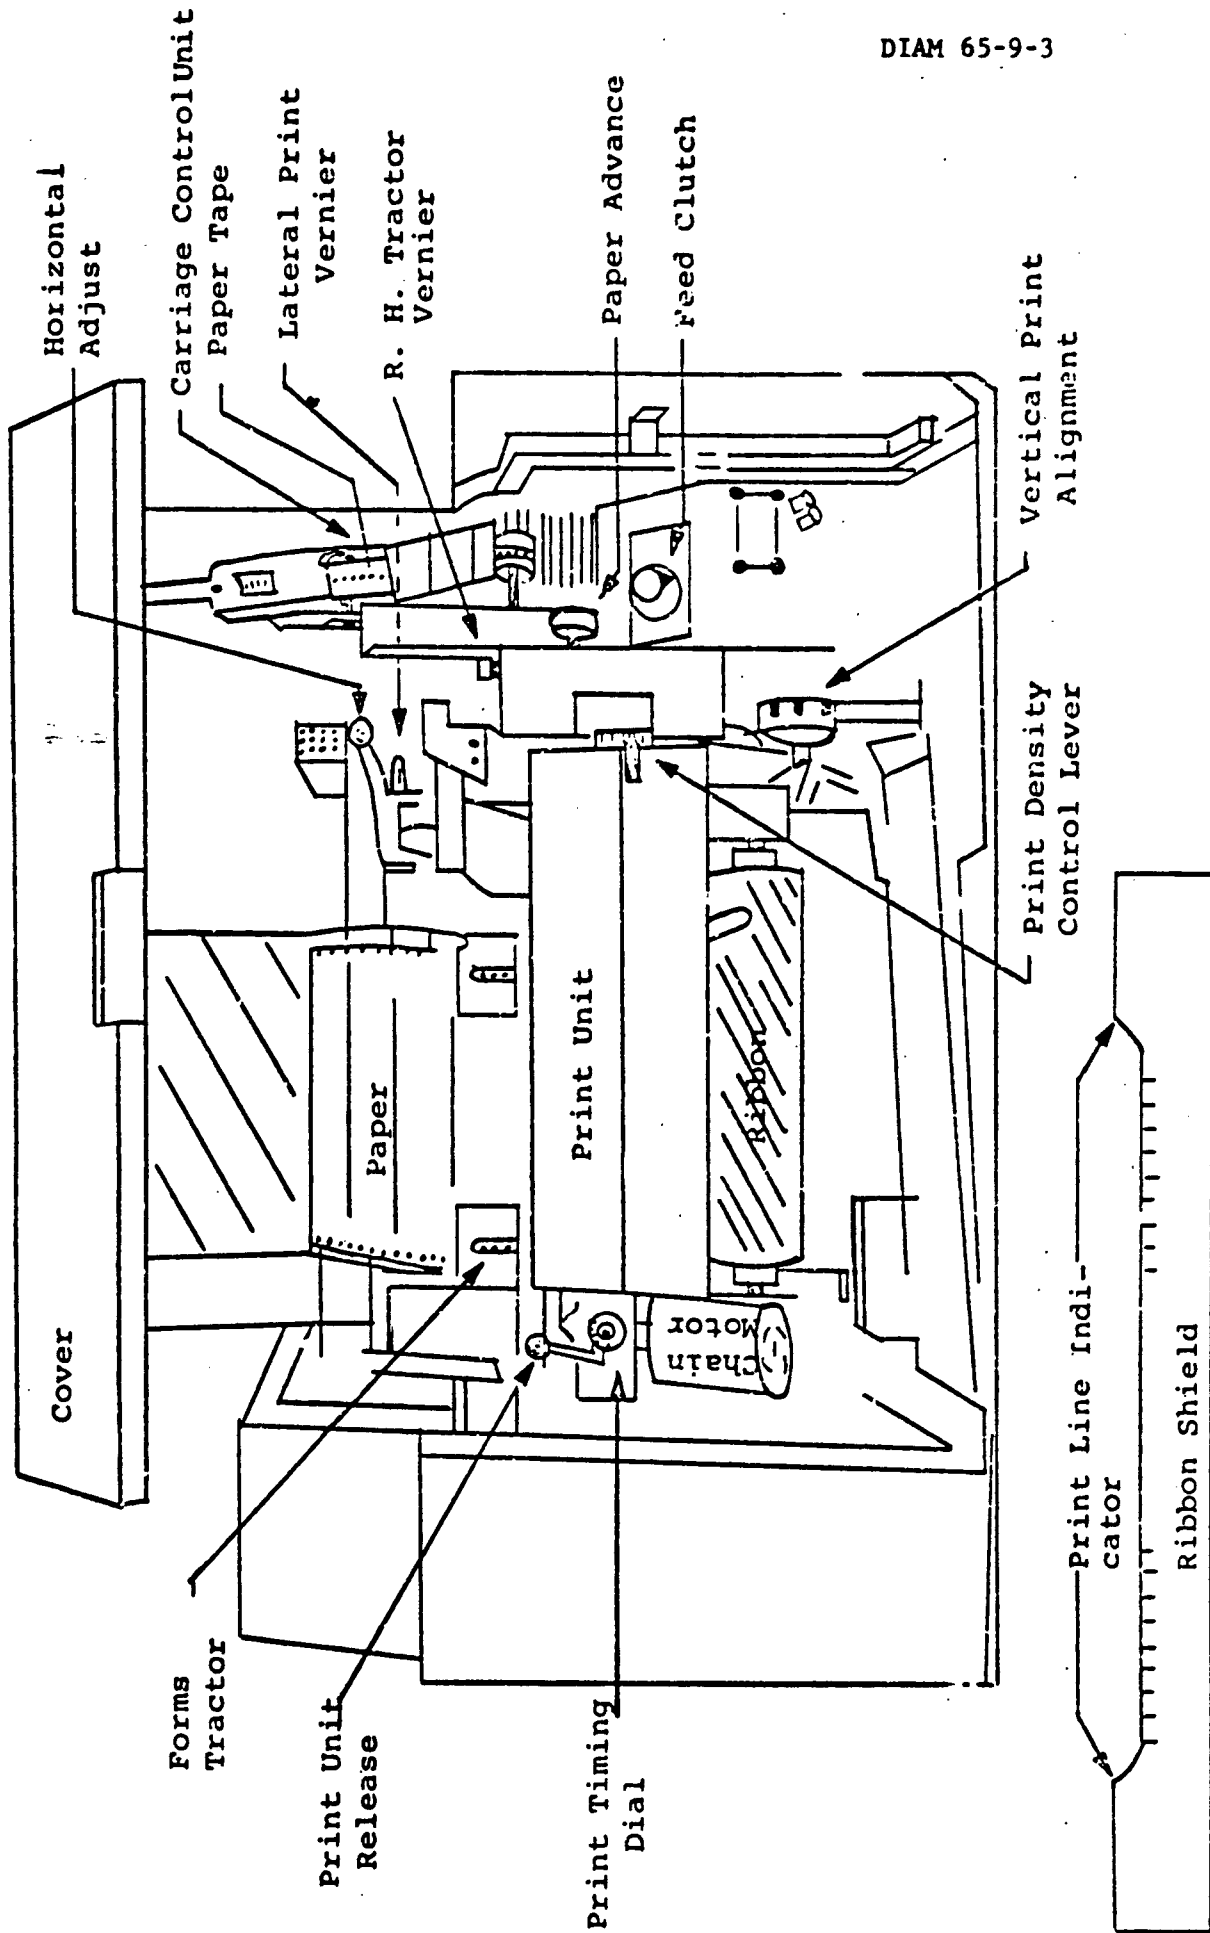 DIAM 65-9-3
Horizontal
Adjust
Carriage Control Unit
Paper Tape
Lateral Print
Vernier
R. H. Tractor
Vernier
Paper Advance
Feed Clutch
Vertical Print
Alignment
Print Density
Control Lever
Cover
Paper
Print Unit
Ribbon
Chain
Motor
Forms
Tractor
Print Unit
Release
Print Timing
Dial
Print Line Indi-
cator
Ribbon Shield